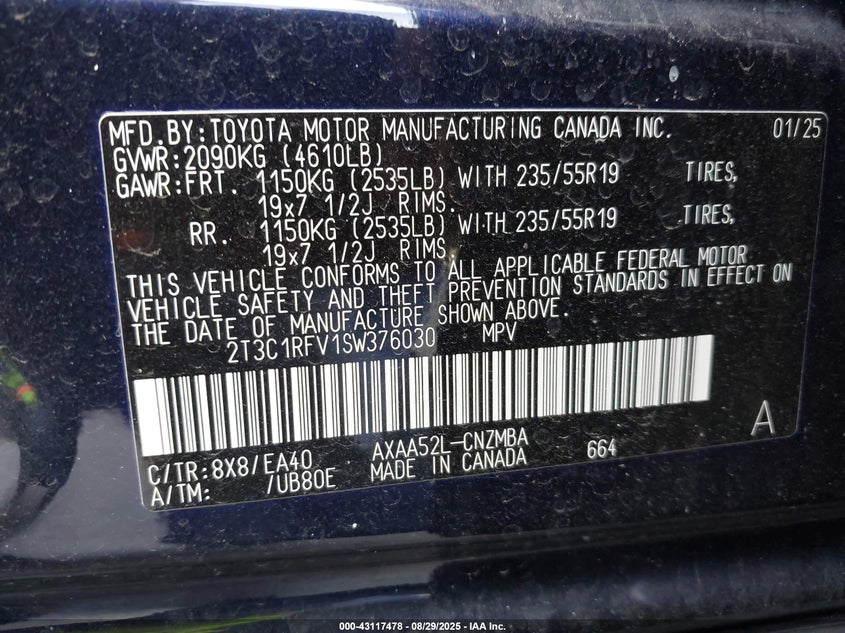 MFD.BY:TOYOTA MOTOR MANUFACTURING CANADA INC. 01/25
GVWR:2090KG (4610LB)
GAWR:FRT. 1150KG (2535LB) WITH 235/55R19 TIRES,
19x7 1/2J RIMS.
RR. 1150KG (2535LB) WITH 235/55R19 TIRES,
19x7 1/2J RIMS.
THIS VEHICLE CONFORMS TO ALL APPLICABLE FEDERAL MOTOR
VEHICLE SAFETY AND THEFT PREVENTION STANDARDS IN EFFECT ON
THE DATE OF MANUFACTURE SHOWN ABOVE.
2T3C1RFV1SW376030 MPV
A
C/TR:8X8/EA40 AXAA52L-CNZMBA 664
A/TM: /UB80E MADE IN CANADA
000-43117478 - 08/29/2025 - IAA Inc.